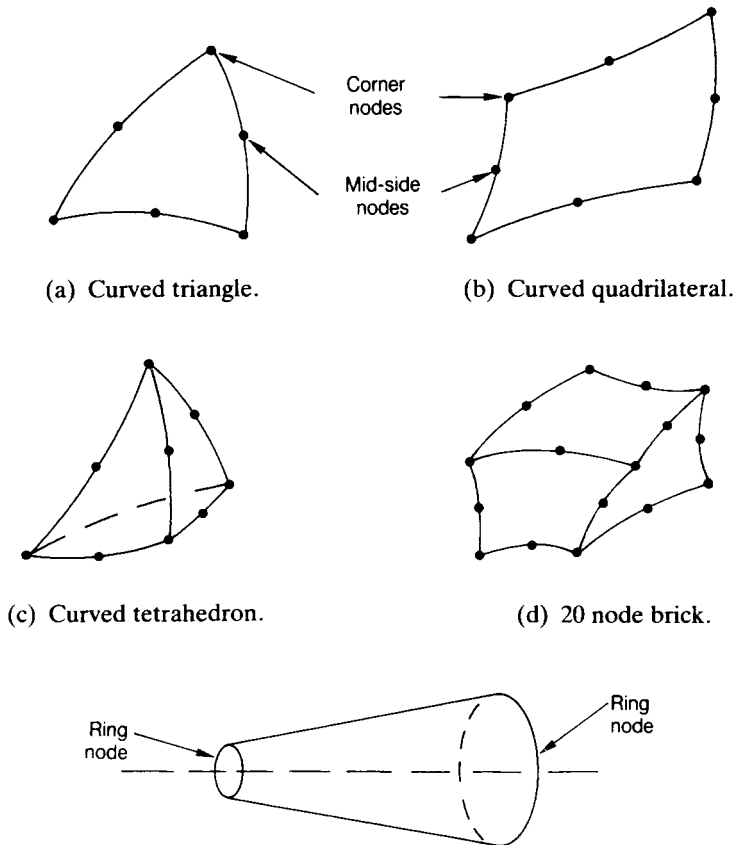 Corner
nodes
Mid-side
nodes
(a) Curved triangle.
(b) Curved quadrilateral.
(c) Curved tetrahedron.
(d) 20 node brick.
Ring
node
Ring
node